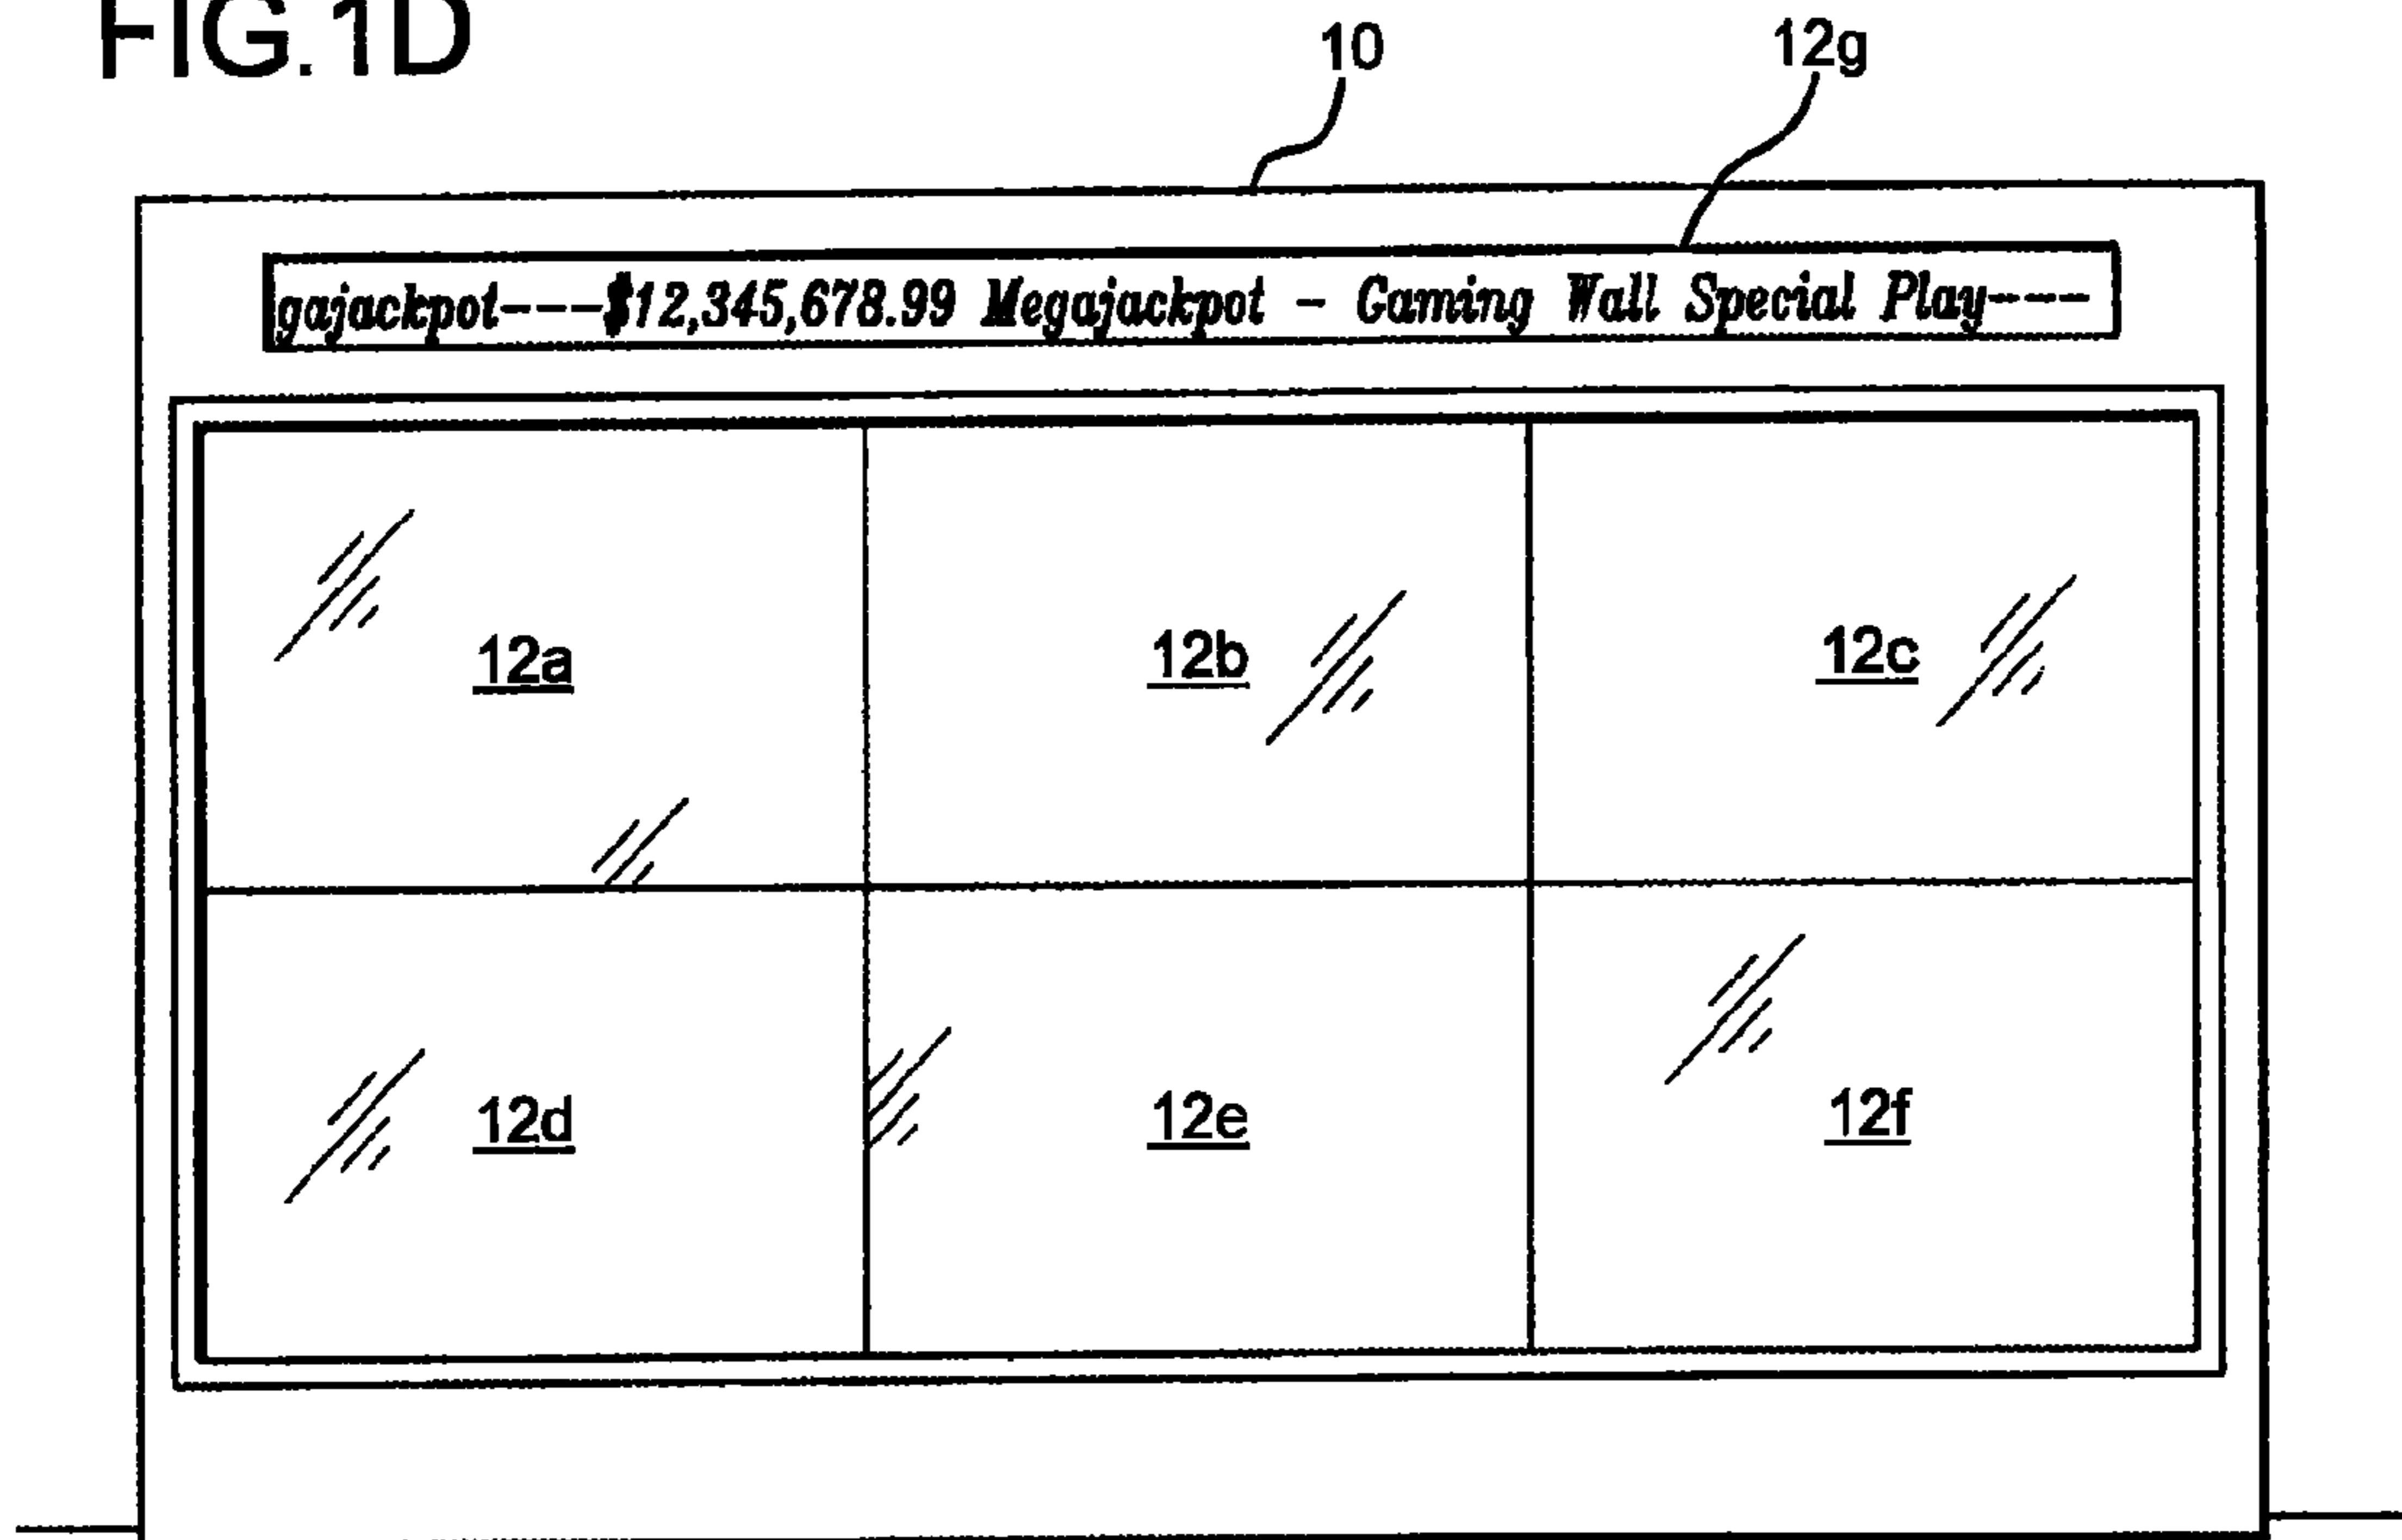 FIG.1D
10 12g
gajackpot----$12,345,678.99 Megajackpot - Gaming Wall Special Play----
12a 12b 12c
12d 12e 12f